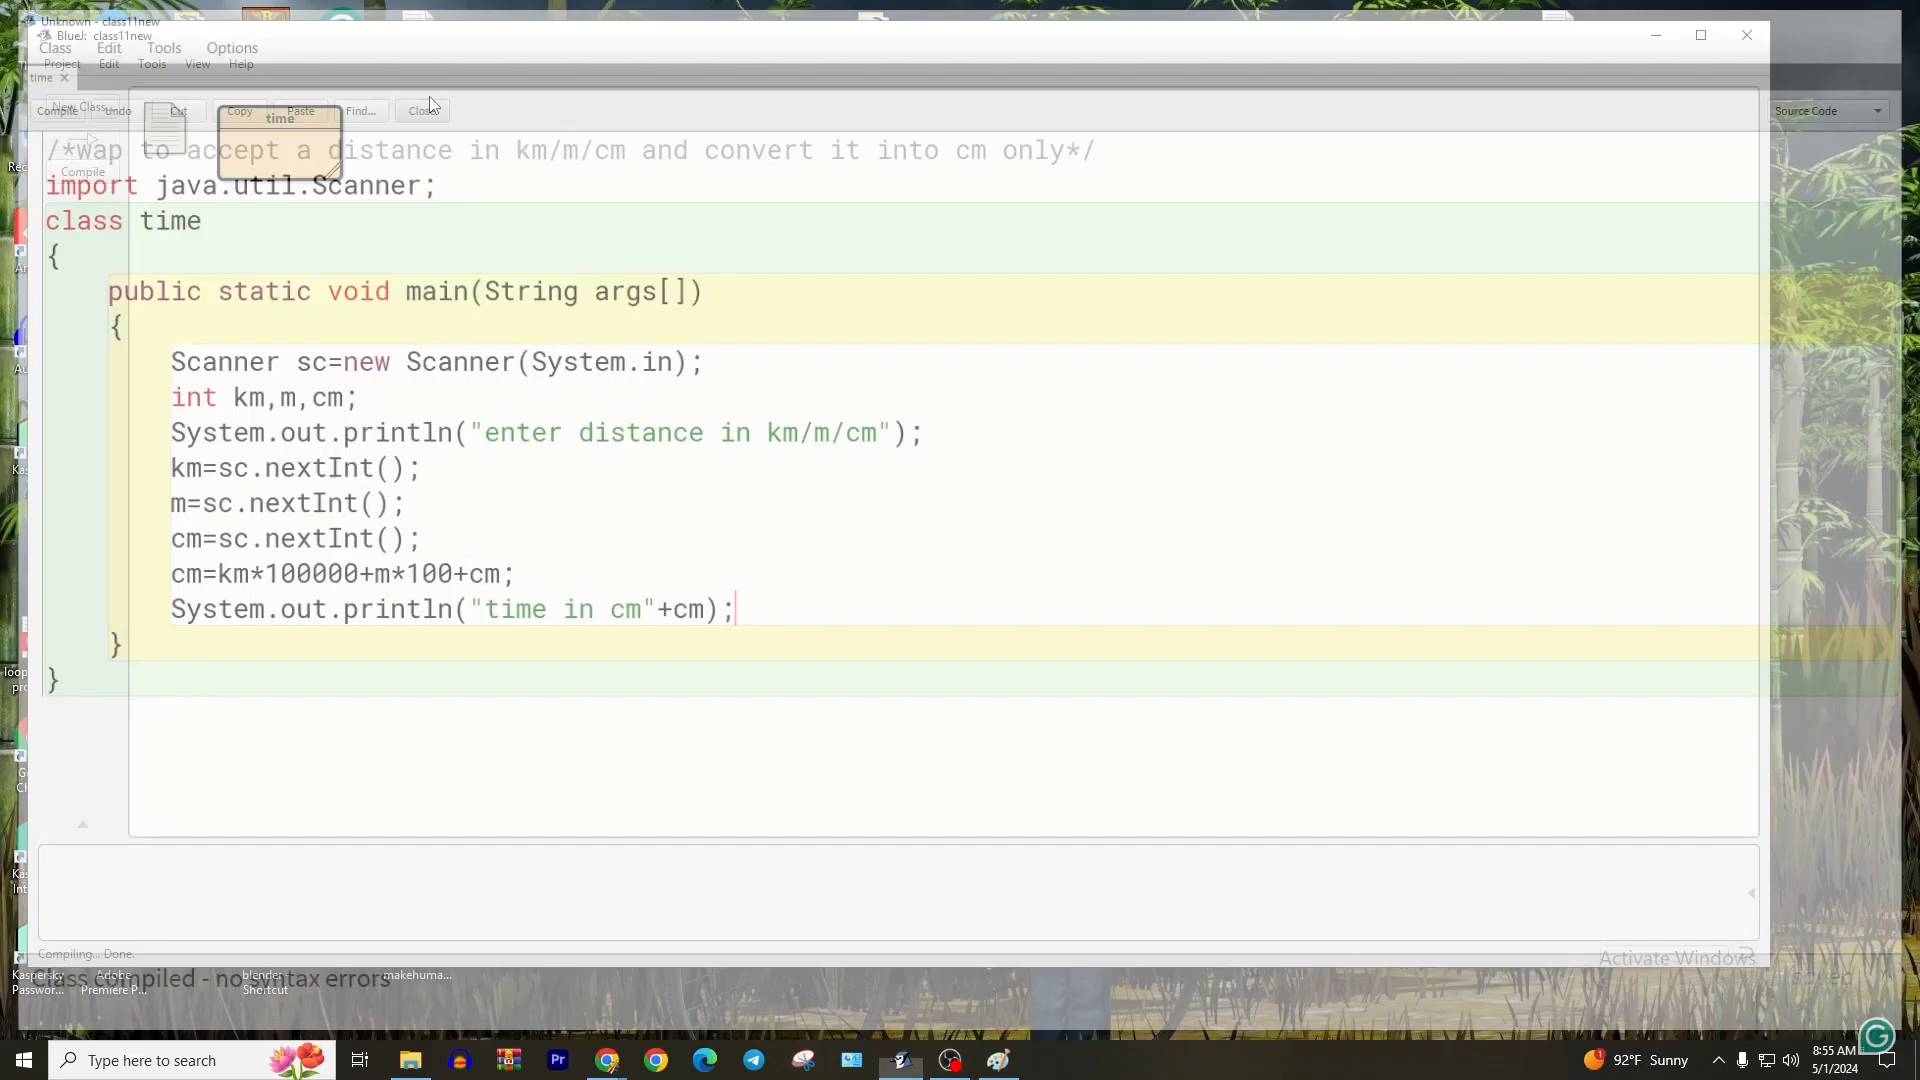 Unknown - class11new
BlueJ: class11new
Class Edit Tools Options
Project Edit Tools View Help
time
New Class...
Compile Undo Cut Copy Paste Find... Close
Source Code
time
Compile
/*wap to accept a distance in km/m/cm and convert it into cm only*/
import java.util.Scanner;
class time
{
public static void main(String args[])
{
Scanner sc=new Scanner(System.in);
int km,m,cm;
System.out.println("enter distance in km/m/cm");
km=sc.nextInt();
m=sc.nextInt();
cm=sc.nextInt();
cm=km*100000+m*100+cm;
System.out.println("time in cm"+cm);
}
}
Compiling... Done.
Class compiled - no syntax errors
Activate Windows
Kaspersky Passwor...
Adobe Premiere P...
blender Shortcut
makehuma...
Type here to search
92°F Sunny
8:55 AM
5/1/2024